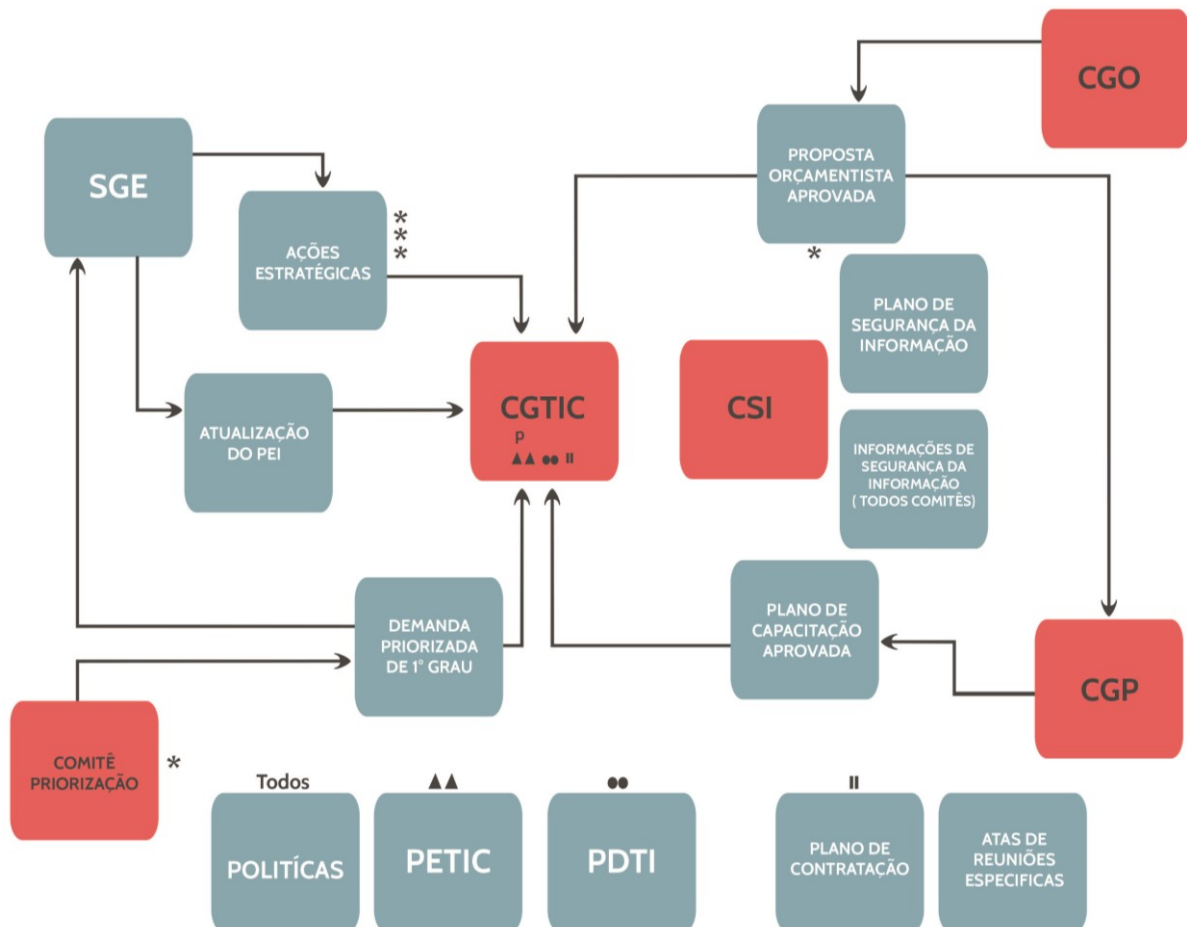 CGO
SGE
PROPOSTA
ORÇAMENTISTA
APROVADA
*
AÇÕES
ESTRATÉGICAS
*
*
*
PLANO DE
SEGURANÇA DA
INFORMAÇÃO
CGTIC
P
▲▲ ●● II
CSI
ATUALIZAÇÃO
DO PEI
INFORMAÇÕES DE
SEGURANÇA DA
INFORMAÇÃO
( TODOS COMITÊS)
DEMANDA
PRIORIZADA
DE 1° GRAU
PLANO DE
CAPACITAÇÃO
APROVADA
CGP
COMITÊ
PRIORIZAÇÃO
*
Todos
POLITÍCAS
▲▲
PETIC
●●
PDTI
II
PLANO DE
CONTRATAÇÃO
ATAS DE
REUNIÕES
ESPECIFICAS